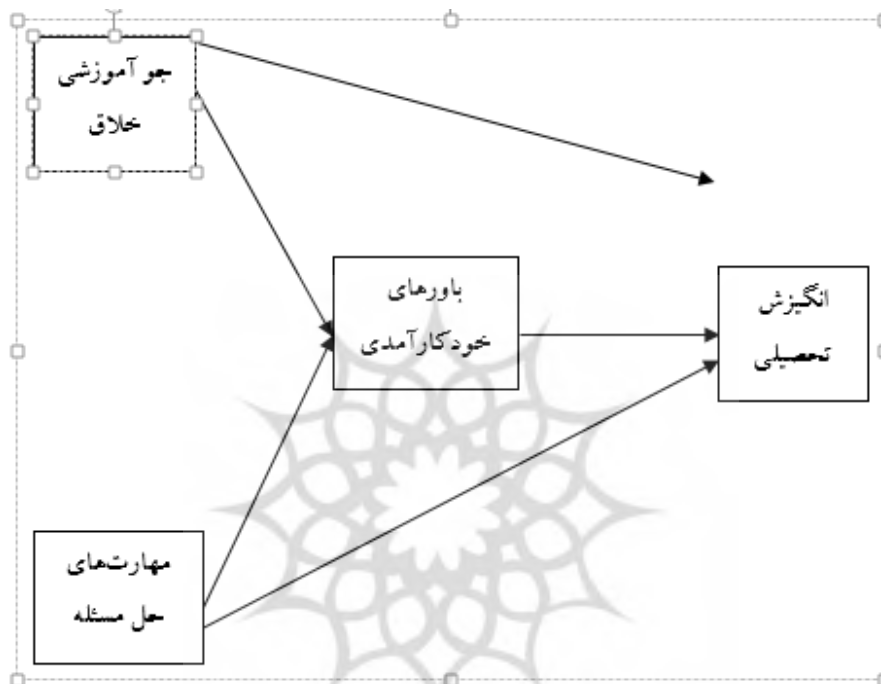 جو آموزشی
خلاق
باورهای
خودکارآمدی
انگیزش
تحصیلی
مهارت‌های
حل مسئله